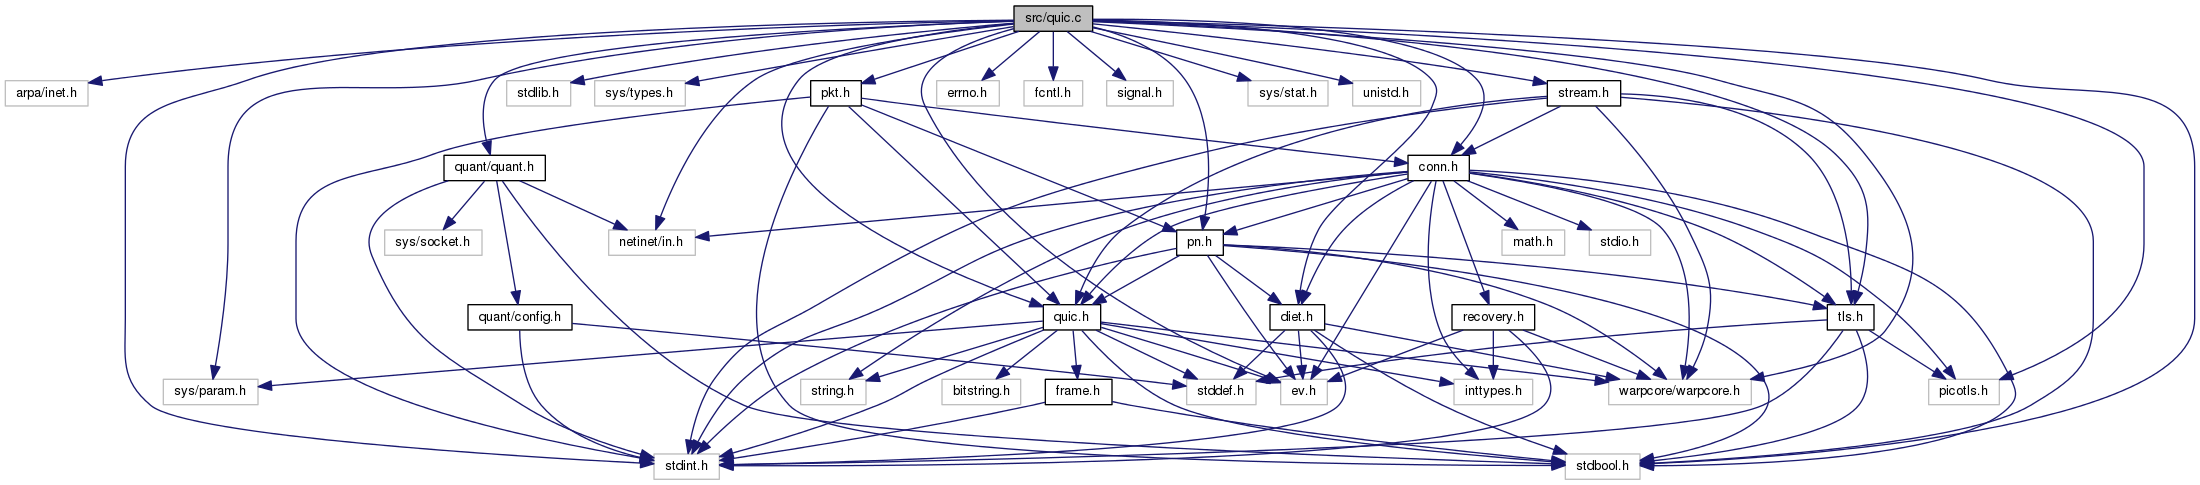 src/quic.c
arpa/inet.h
stdlib.h
sys/types.h
pkt.h
errno.h
fcntl.h
signal.h
sys/stat.h
unistd.h
stream.h
quant/quant.h
conn.h
sys/socket.h
netinet/in.h
pn.h
math.h
stdio.h
quant/config.h
quic.h
diet.h
recovery.h
tls.h
sys/param.h
string.h
bitstring.h
frame.h
stddef.h
ev.h
inttypes.h
warpcore/warpcore.h
picotls.h
stdint.h
stdbool.h